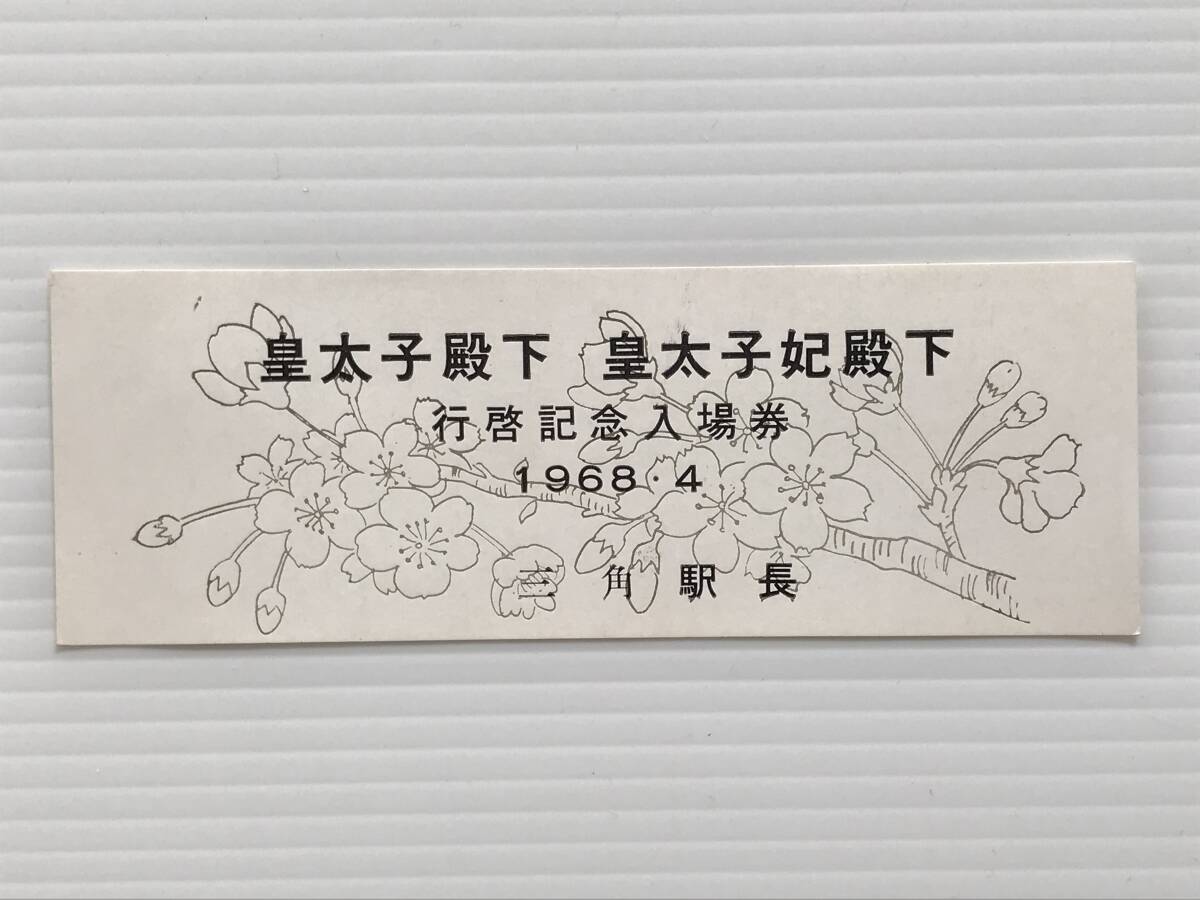 皇太子殿下 皇太子妃殿下
行啓記念入場券
1968・4
三角駅長